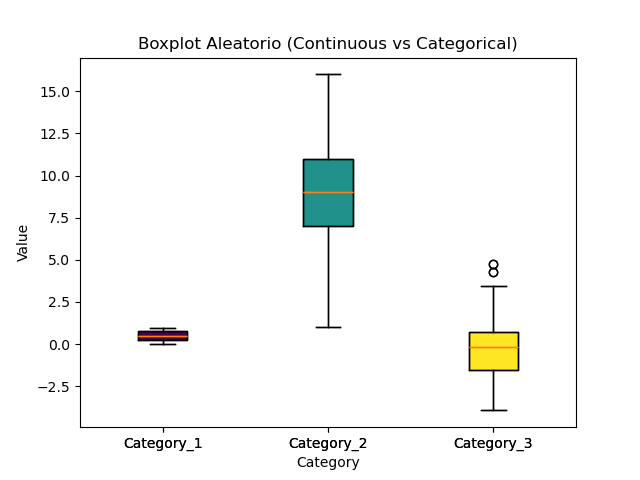 Boxplot Aleatorio (Continuous vs Categorical)
15.0
12.5
10.0
7.5
5.0
2.5
0.0
−2.5
Value
Category_1 Category_2 Category_3
Category